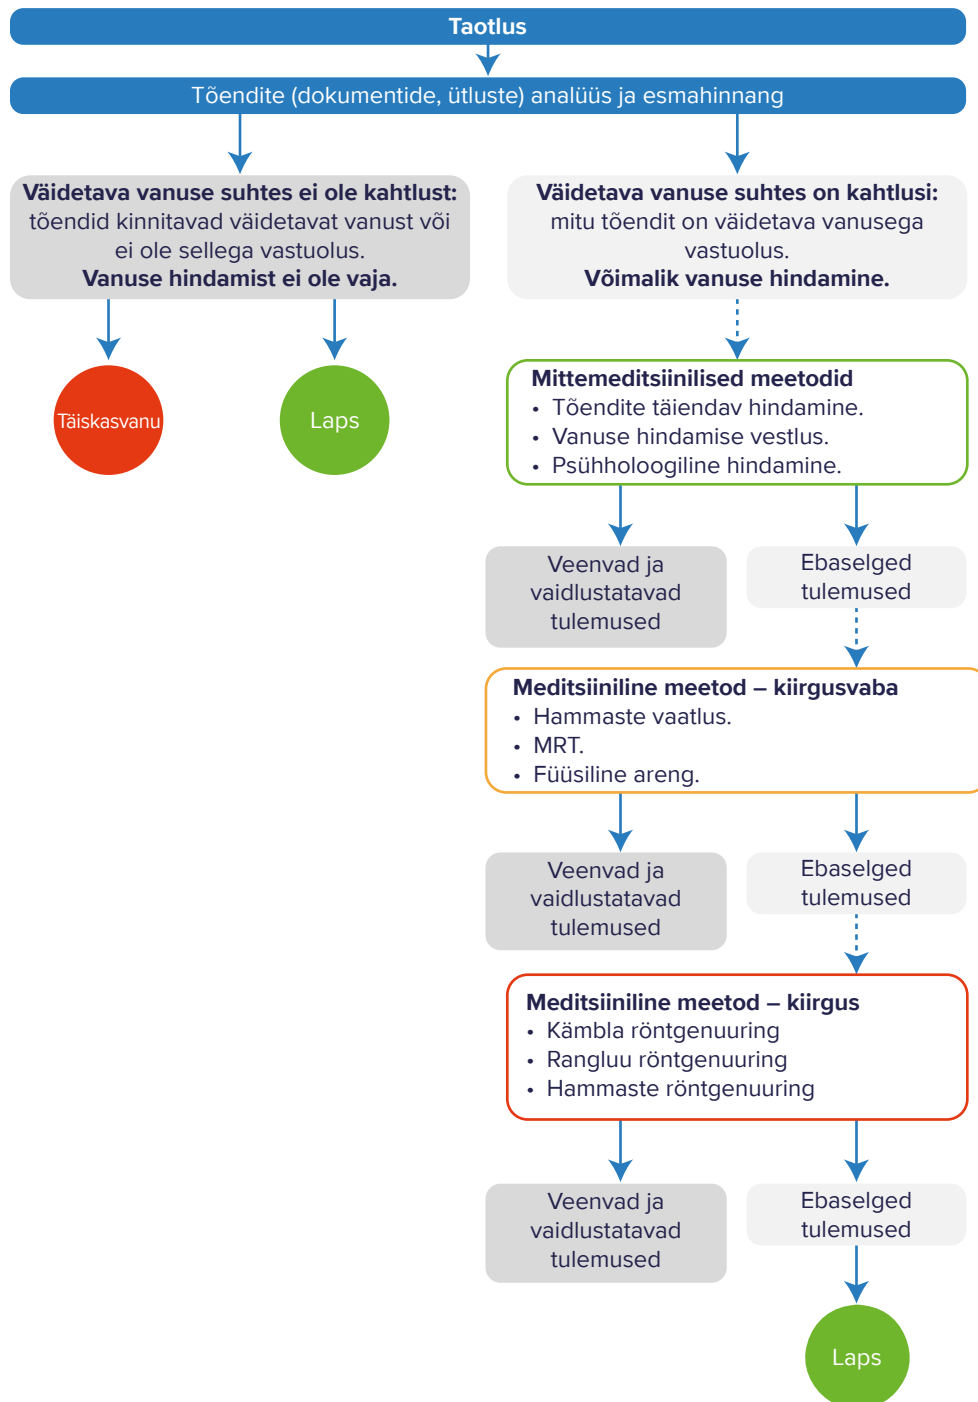 Taotlus
Tõendite (dokumentide, ütluste) analüüs ja esmahinnang
Väidetava vanuse suhtes ei ole kahtlust:
tõendid kinnitavad väidetavat vanust või
ei ole sellega vastuolus.
Vanuse hindamist ei ole vaja.
Väidetava vanuse suhtes on kahtlusi:
mitu tõendit on väidetava vanusega
vastuolus.
Võimalik vanuse hindamine.
Täiskasvanu
Laps
Mittemeditsiinilised meetodid
• Tõendite täiendav hindamine.
• Vanuse hindamise vestlus.
• Psühholoogiline hindamine.
Veenvad ja
vaidlustatavad
tulemused
Ebaselged
tulemused
Meditsiiniline meetod – kiirgusvaba
• Hammaste vaatlus.
• MRT.
• Füüsiline areng.
Veenvad ja
vaidlustatavad
tulemused
Ebaselged
tulemused
Meditsiiniline meetod – kiirgus
• Kämbla röntgenuuring
• Rangluu röntgenuuring
• Hammaste röntgenuuring
Veenvad ja
vaidlustatavad
tulemused
Ebaselged
tulemused
Laps